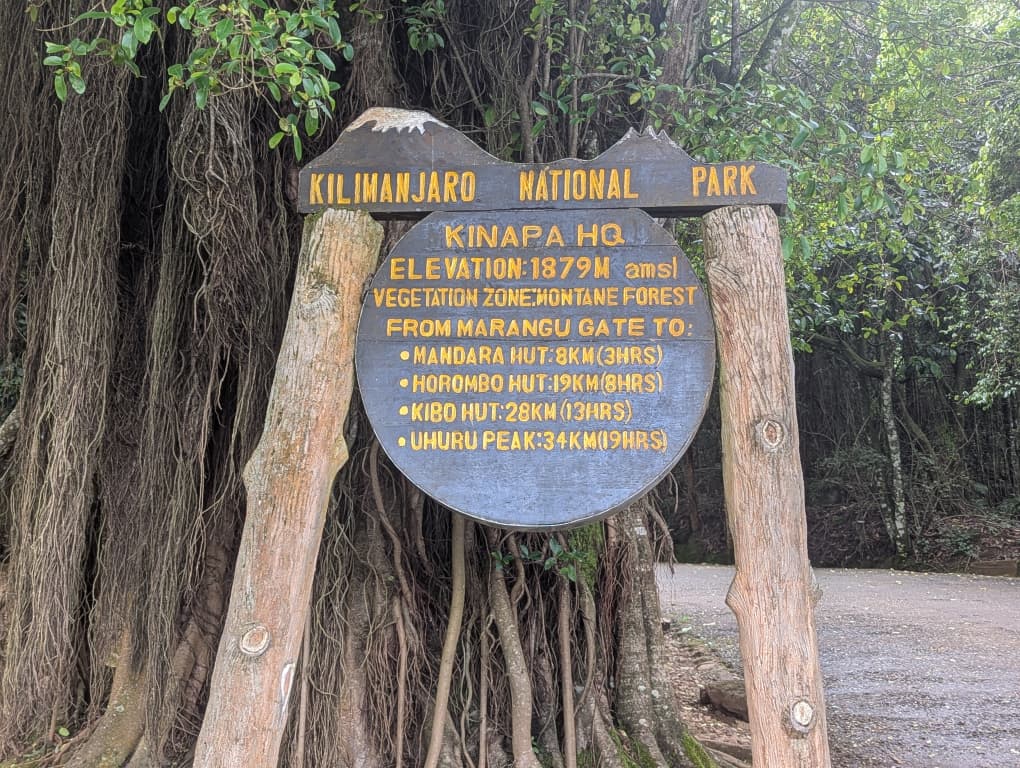 KILIMANJARO NATIONAL PARK
KINAPA HQ
ELEVATION:1879M amsl
VEGETATION ZONE:MONTANE FOREST
FROM MARANGU GATE TO:
• MANDARA HUT:8KM(3HRS)
• HOROMBO HUT:19KM(8HRS)
• KIBO HUT:28KM(13HRS)
• UHURU PEAK:34KM(19HRS)